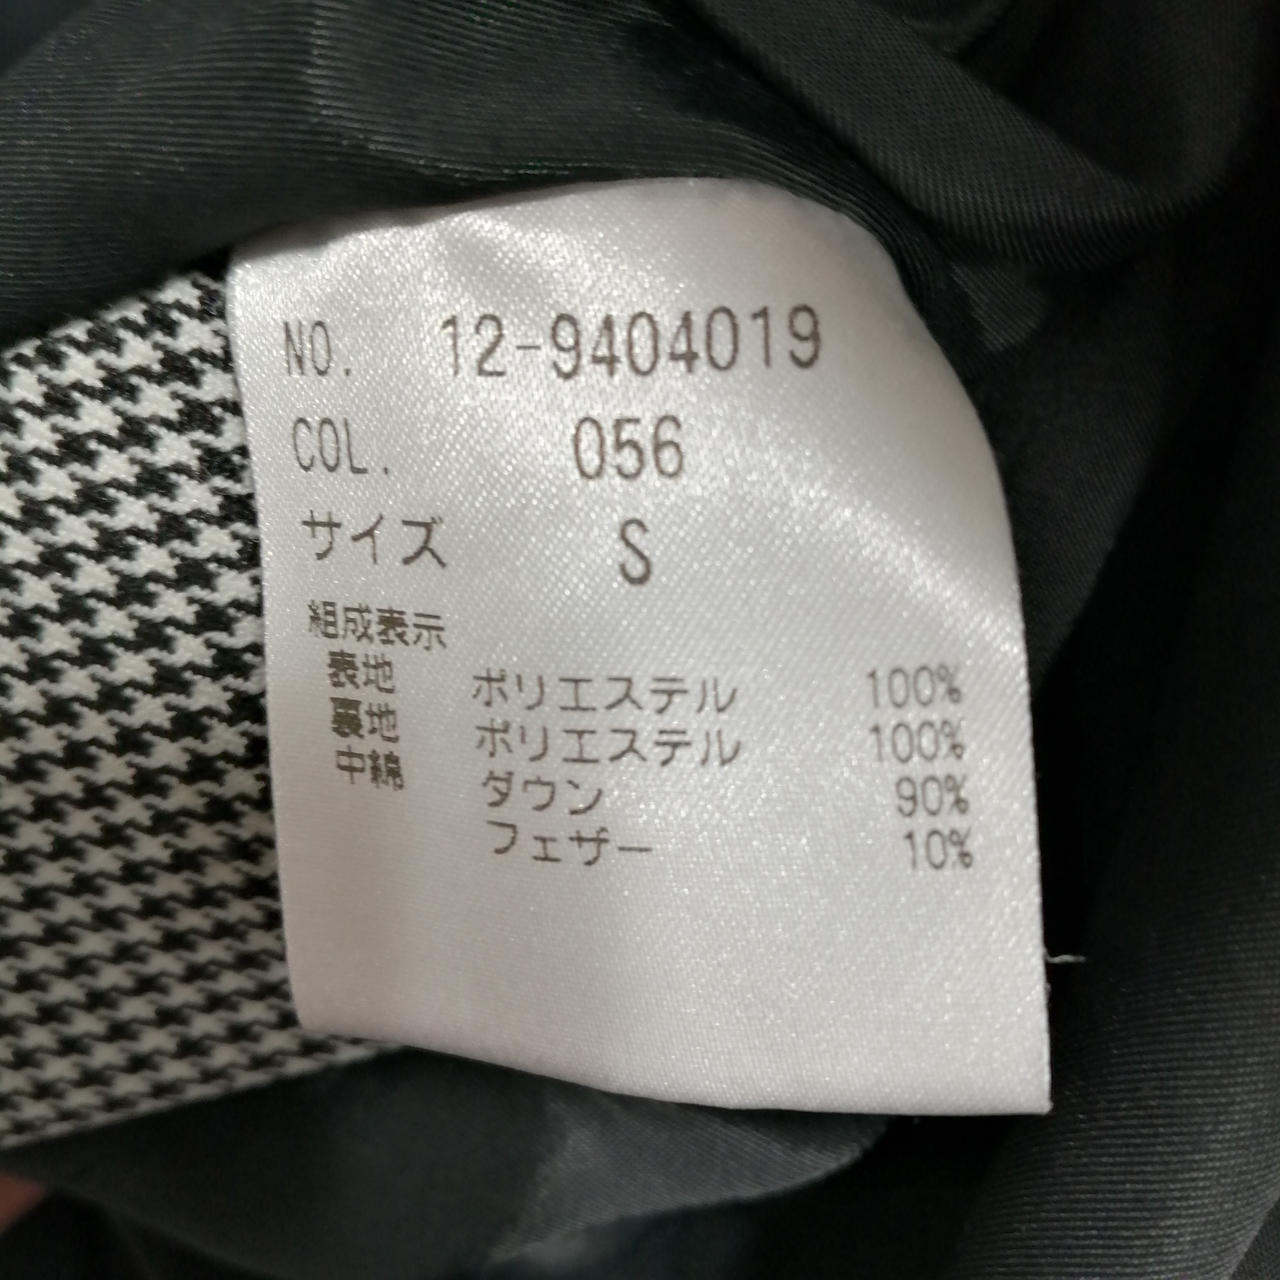 NO. 12-9404019
COL. 056
サイズ S
組成表示
表地 ポリエステル 100%
裏地 ポリエステル 100%
中綿 ダウン 90%
フェザー 10%